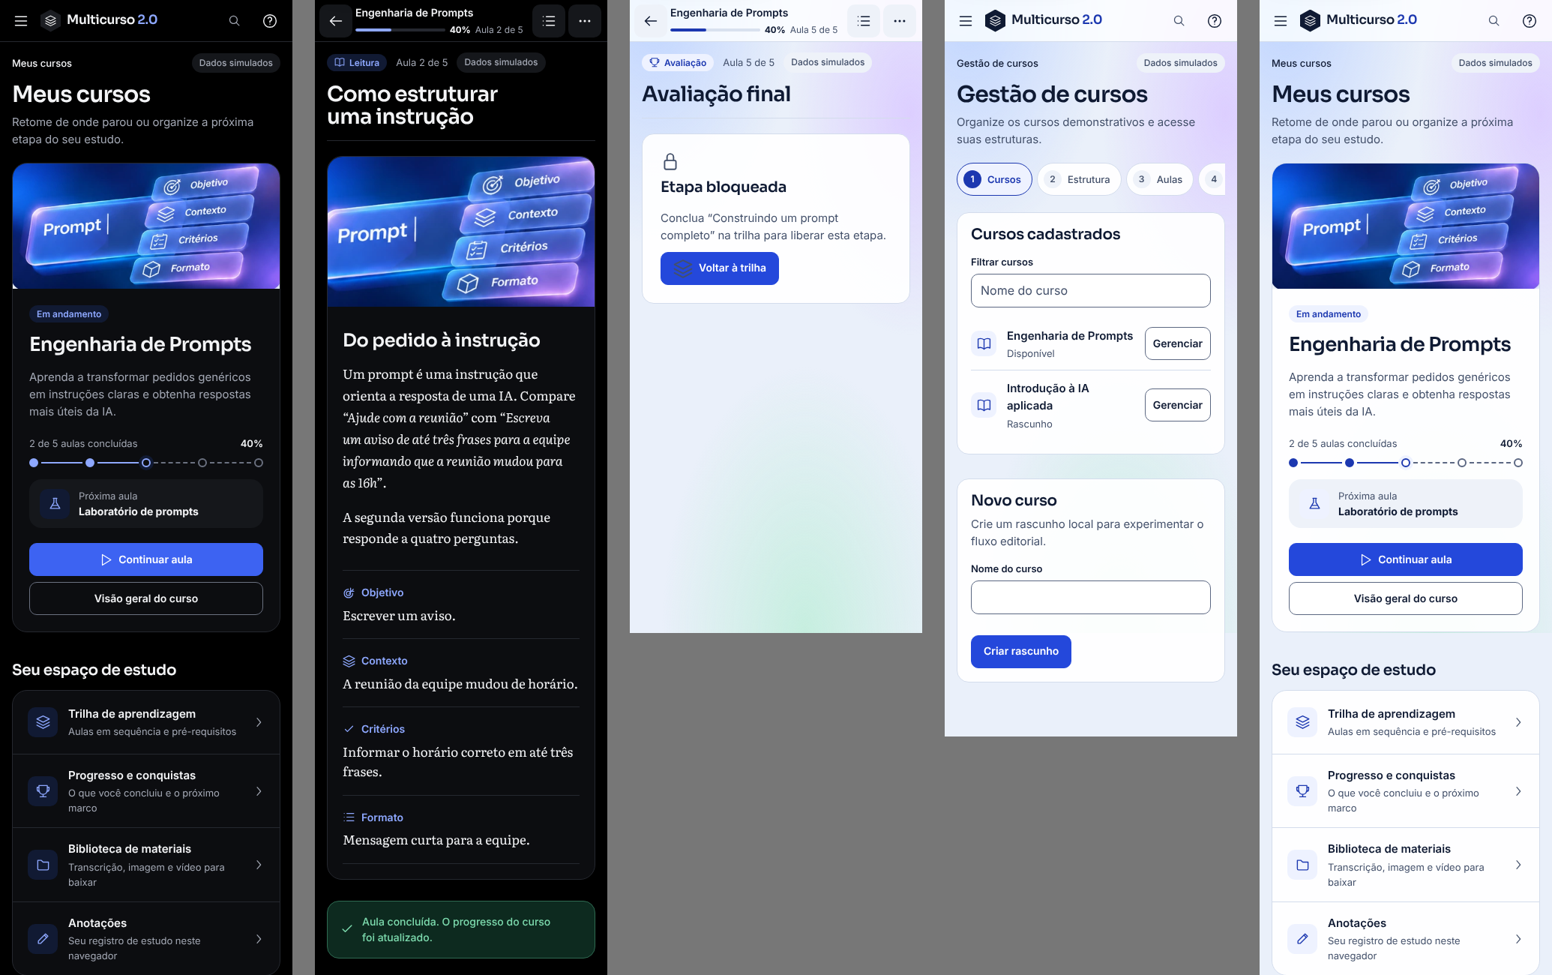 Multicurso 2.0
Meus cursos
Dados simulados
Meus cursos
Retome de onde parou ou organize a próxima
etapa do seu estudo.
Prompt
Objetivo
Contexto
Critérios
Formato
Em andamento
Engenharia de Prompts
Aprenda a transformar pedidos genéricos
em instruções claras e obtenha respostas
mais úteis da IA.
2 de 5 aulas concluídas
40%
Próxima aula
Laboratório de prompts
Continuar aula
Visão geral do curso
Seu espaço de estudo
Trilha de aprendizagem
Aulas em sequência e pré-requisitos
Progresso e conquistas
O que você concluiu e o próximo
marco
Biblioteca de materiais
Transcrição, imagem e vídeo para
baixar
Anotações
Seu registro de estudo neste
navegador
Engenharia de Prompts
40% Aula 2 de 5
Leitura
Aula 2 de 5
Dados simulados
Como estruturar
uma instrução
Prompt
Objetivo
Contexto
Critérios
Formato
Do pedido à instrução
Um prompt é uma instrução que
orienta a resposta de uma IA. Compare
“Ajude com a reunião” com “Escreva
um aviso de até três frases para a equipe
informando que a reunião mudou para
as 16h”.
A segunda versão funciona porque
responde a quatro perguntas.
Objetivo
Escrever um aviso.
Contexto
A reunião da equipe mudou de horário.
Critérios
Informar o horário correto em até três
frases.
Formato
Mensagem curta para a equipe.
Aula concluída. O progresso do curso
foi atualizado.
Engenharia de Prompts
40% Aula 5 de 5
Avaliação
Aula 5 de 5
Dados simulados
Avaliação final
Etapa bloqueada
Conclua “Construindo um prompt
completo” na trilha para liberar esta etapa.
Voltar à trilha
Multicurso 2.0
Gestão de cursos
Dados simulados
Gestão de cursos
Organize os cursos demonstrativos e acesse
suas estruturas.
1 Cursos
2 Estrutura
3 Aulas
4
Cursos cadastrados
Filtrar cursos
Nome do curso
Engenharia de Prompts
Disponível
Gerenciar
Introdução à IA
aplicada
Rascunho
Gerenciar
Novo curso
Crie um rascunho local para experimentar o
fluxo editorial.
Nome do curso
Criar rascunho
Multicurso 2.0
Meus cursos
Dados simulados
Meus cursos
Retome de onde parou ou organize a próxima
etapa do seu estudo.
Prompt
Objetivo
Contexto
Critérios
Formato
Em andamento
Engenharia de Prompts
Aprenda a transformar pedidos genéricos
em instruções claras e obtenha respostas
mais úteis da IA.
2 de 5 aulas concluídas
40%
Próxima aula
Laboratório de prompts
Continuar aula
Visão geral do curso
Seu espaço de estudo
Trilha de aprendizagem
Aulas em sequência e pré-requisitos
Progresso e conquistas
O que você concluiu e o próximo
marco
Biblioteca de materiais
Transcrição, imagem e vídeo para
baixar
Anotações
Seu registro de estudo neste
navegador